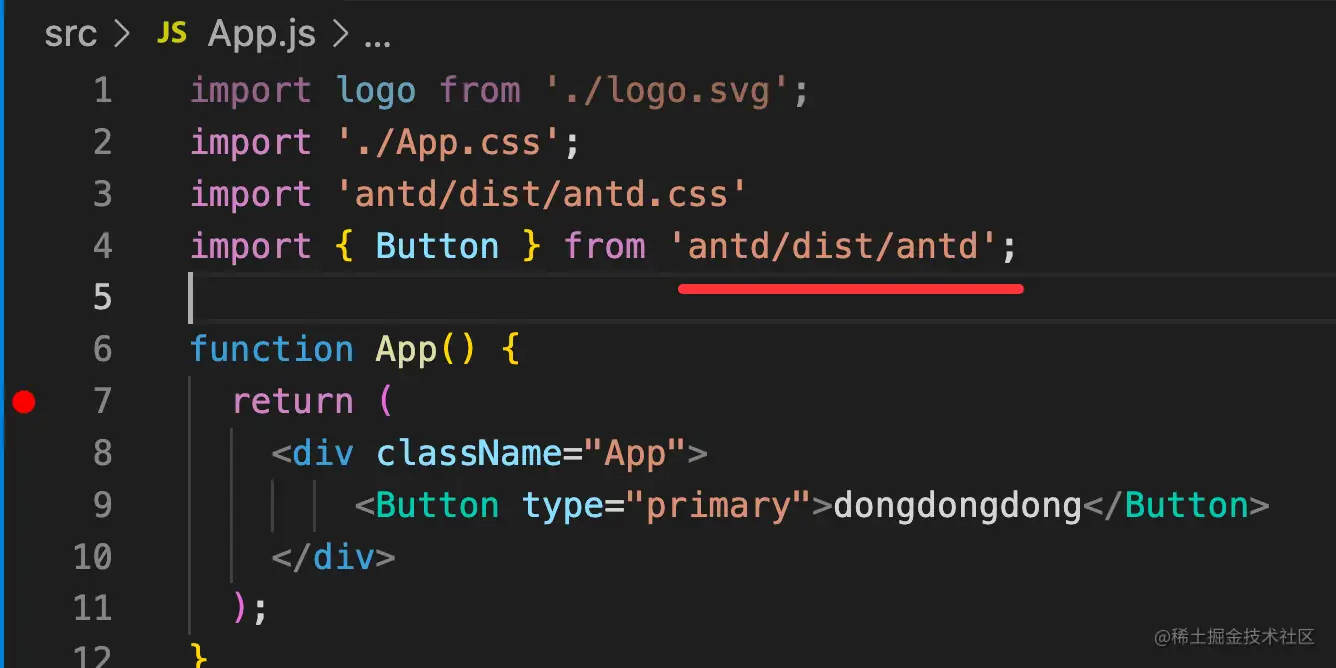 src > JS App.js > ...
1 import logo from './logo.svg';
2 import './App.css';
3 import 'antd/dist/antd.css'
4 import { Button } from 'antd/dist/antd';
5
6 function App() {
7 return (
8 <div className="App">
9 <Button type="primary">dongdongdong</Button>
10 </div>
11 );
12 }
@稀土掘金技术社区